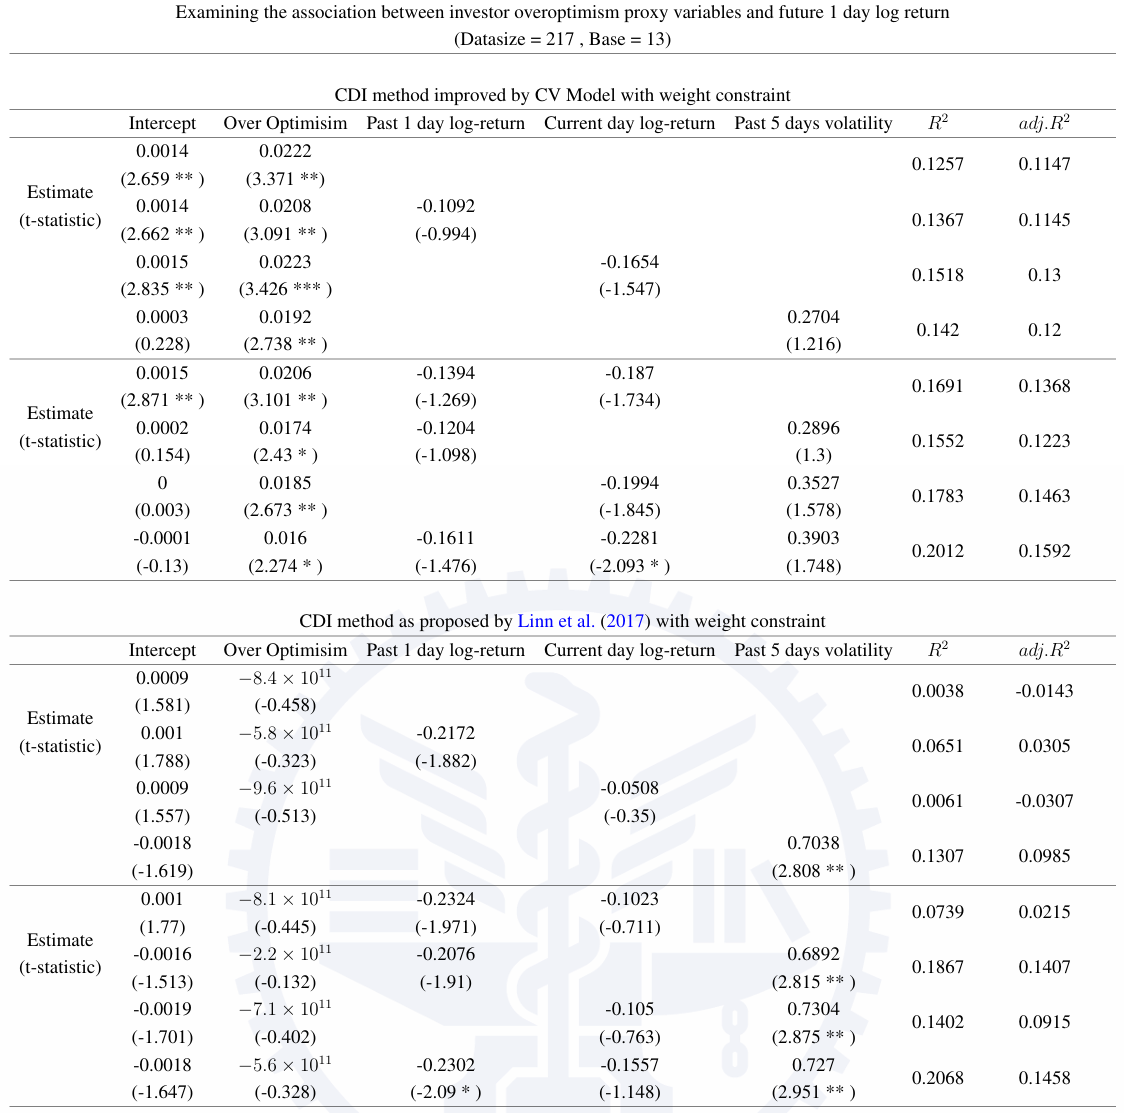 Examining the association between investor overoptimism proxy variables and future 1 day log return
(Datasize = 217 , Base = 13)
CDI method improved by CV Model with weight constraint
Intercept Over Optimisim Past 1 day log-return Current day log-return Past 5 days volatility R² adj.R²
Estimate
(t-statistic)
0.0014 0.0222 0.1257 0.1147
(2.659 ** ) (3.371 **)
0.0014 0.0208 -0.1092 0.1367 0.1145
(2.662 ** ) (3.091 ** ) (-0.994)
0.0015 0.0223 -0.1654 0.1518 0.13
(2.835 ** ) (3.426 *** ) (-1.547)
0.0003 0.0192 0.2704 0.142 0.12
(0.228) (2.738 ** ) (1.216)
Estimate
(t-statistic)
0.0015 0.0206 -0.1394 -0.187 0.1691 0.1368
(2.871 ** ) (3.101 ** ) (-1.269) (-1.734)
0.0002 0.0174 -0.1204 0.2896 0.1552 0.1223
(0.154) (2.43 * ) (-1.098) (1.3)
0 0.0185 -0.1994 0.3527 0.1783 0.1463
(0.003) (2.673 ** ) (-1.845) (1.578)
-0.0001 0.016 -0.1611 -0.2281 0.3903 0.2012 0.1592
(-0.13) (2.274 * ) (-1.476) (-2.093 * ) (1.748)
CDI method as proposed by Linn et al. (2017) with weight constraint
Intercept Over Optimisim Past 1 day log-return Current day log-return Past 5 days volatility R² adj.R²
Estimate
(t-statistic)
0.0009 −8.4 × 10¹¹ 0.0038 -0.0143
(1.581) (-0.458)
0.001 −5.8 × 10¹¹ -0.2172 0.0651 0.0305
(1.788) (-0.323) (-1.882)
0.0009 −9.6 × 10¹¹ -0.0508 0.0061 -0.0307
(1.557) (-0.513) (-0.35)
-0.0018 0.7038 0.1307 0.0985
(-1.619) (2.808 ** )
Estimate
(t-statistic)
0.001 −8.1 × 10¹¹ -0.2324 -0.1023 0.0739 0.0215
(1.77) (-0.445) (-1.971) (-0.711)
-0.0016 −2.2 × 10¹¹ -0.2076 0.6892 0.1867 0.1407
(-1.513) (-0.132) (-1.91) (2.815 ** )
-0.0019 −7.1 × 10¹¹ -0.105 0.7304 0.1402 0.0915
(-1.701) (-0.402) (-0.763) (2.875 ** )
-0.0018 −5.6 × 10¹¹ -0.2302 -0.1557 0.727 0.2068 0.1458
(-1.647) (-0.328) (-2.09 * ) (-1.148) (2.951 ** )